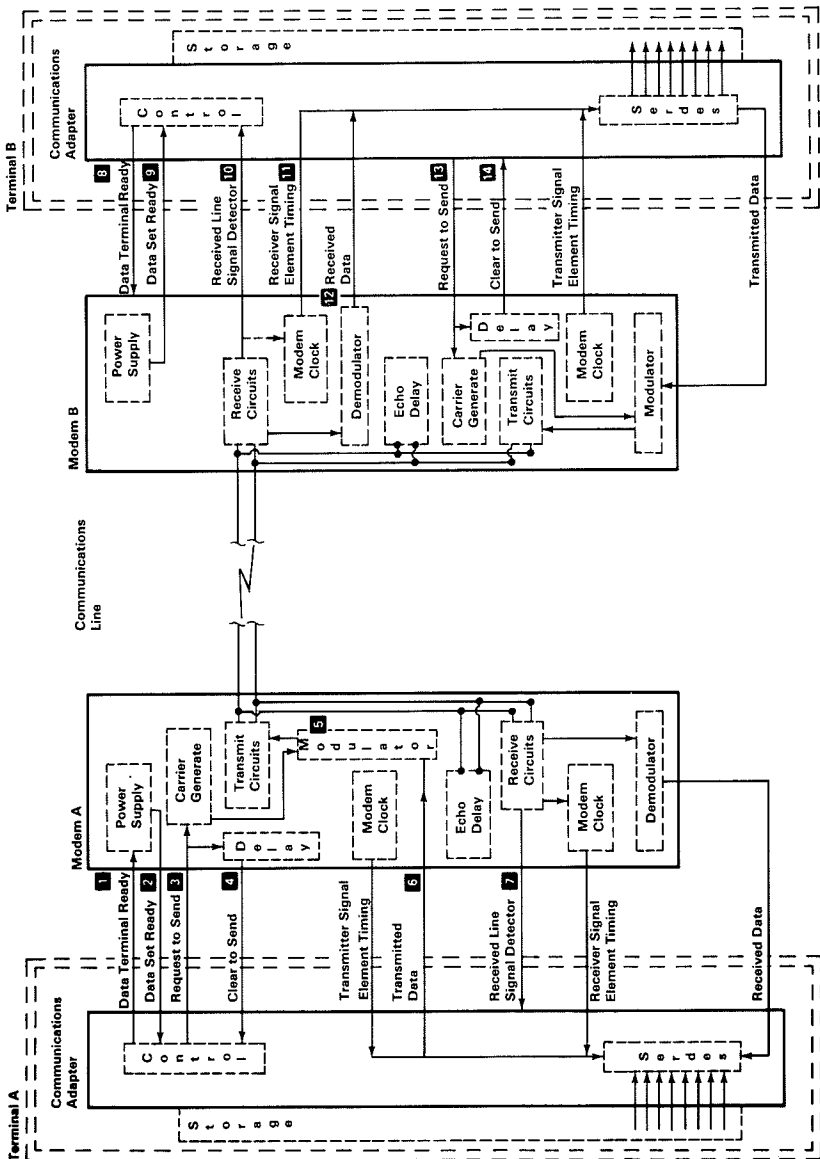 Terminal A
Communications
Adapter
Storage
Control
Serdes
1
Data Terminal Ready
2
Data Set Ready
3
Request to Send
4
Clear to Send
Transmitter Signal
Element Timing
6
Transmitted
Data
7
Received Line
Signal Detector
Receiver Signal
Element Timing
Received Data
Modem A
Power
Supply
Carrier
Generate
Delay
Transmit
Circuits
5
Modulator
Modem
Clock
Echo
Delay
Receive
Circuits
Modem
Clock
Demodulator
Communications
Line
Modem B
Power
Supply
Receive
Circuits
Modem
Clock
Demodulator
Echo
Delay
Carrier
Generate
Delay
Transmit
Circuits
Modem
Clock
Modulator
8
Data Terminal Ready
9
Data Set Ready
10
Received Line
Signal Detector
11
Receiver Signal
Element Timing
12
Received
Data
13
Request to Send
14
Clear to Send
Transmitter Signal
Element Timing
Transmitted Data
Terminal B
Communications
Adapter
Storage
Control
Serdes